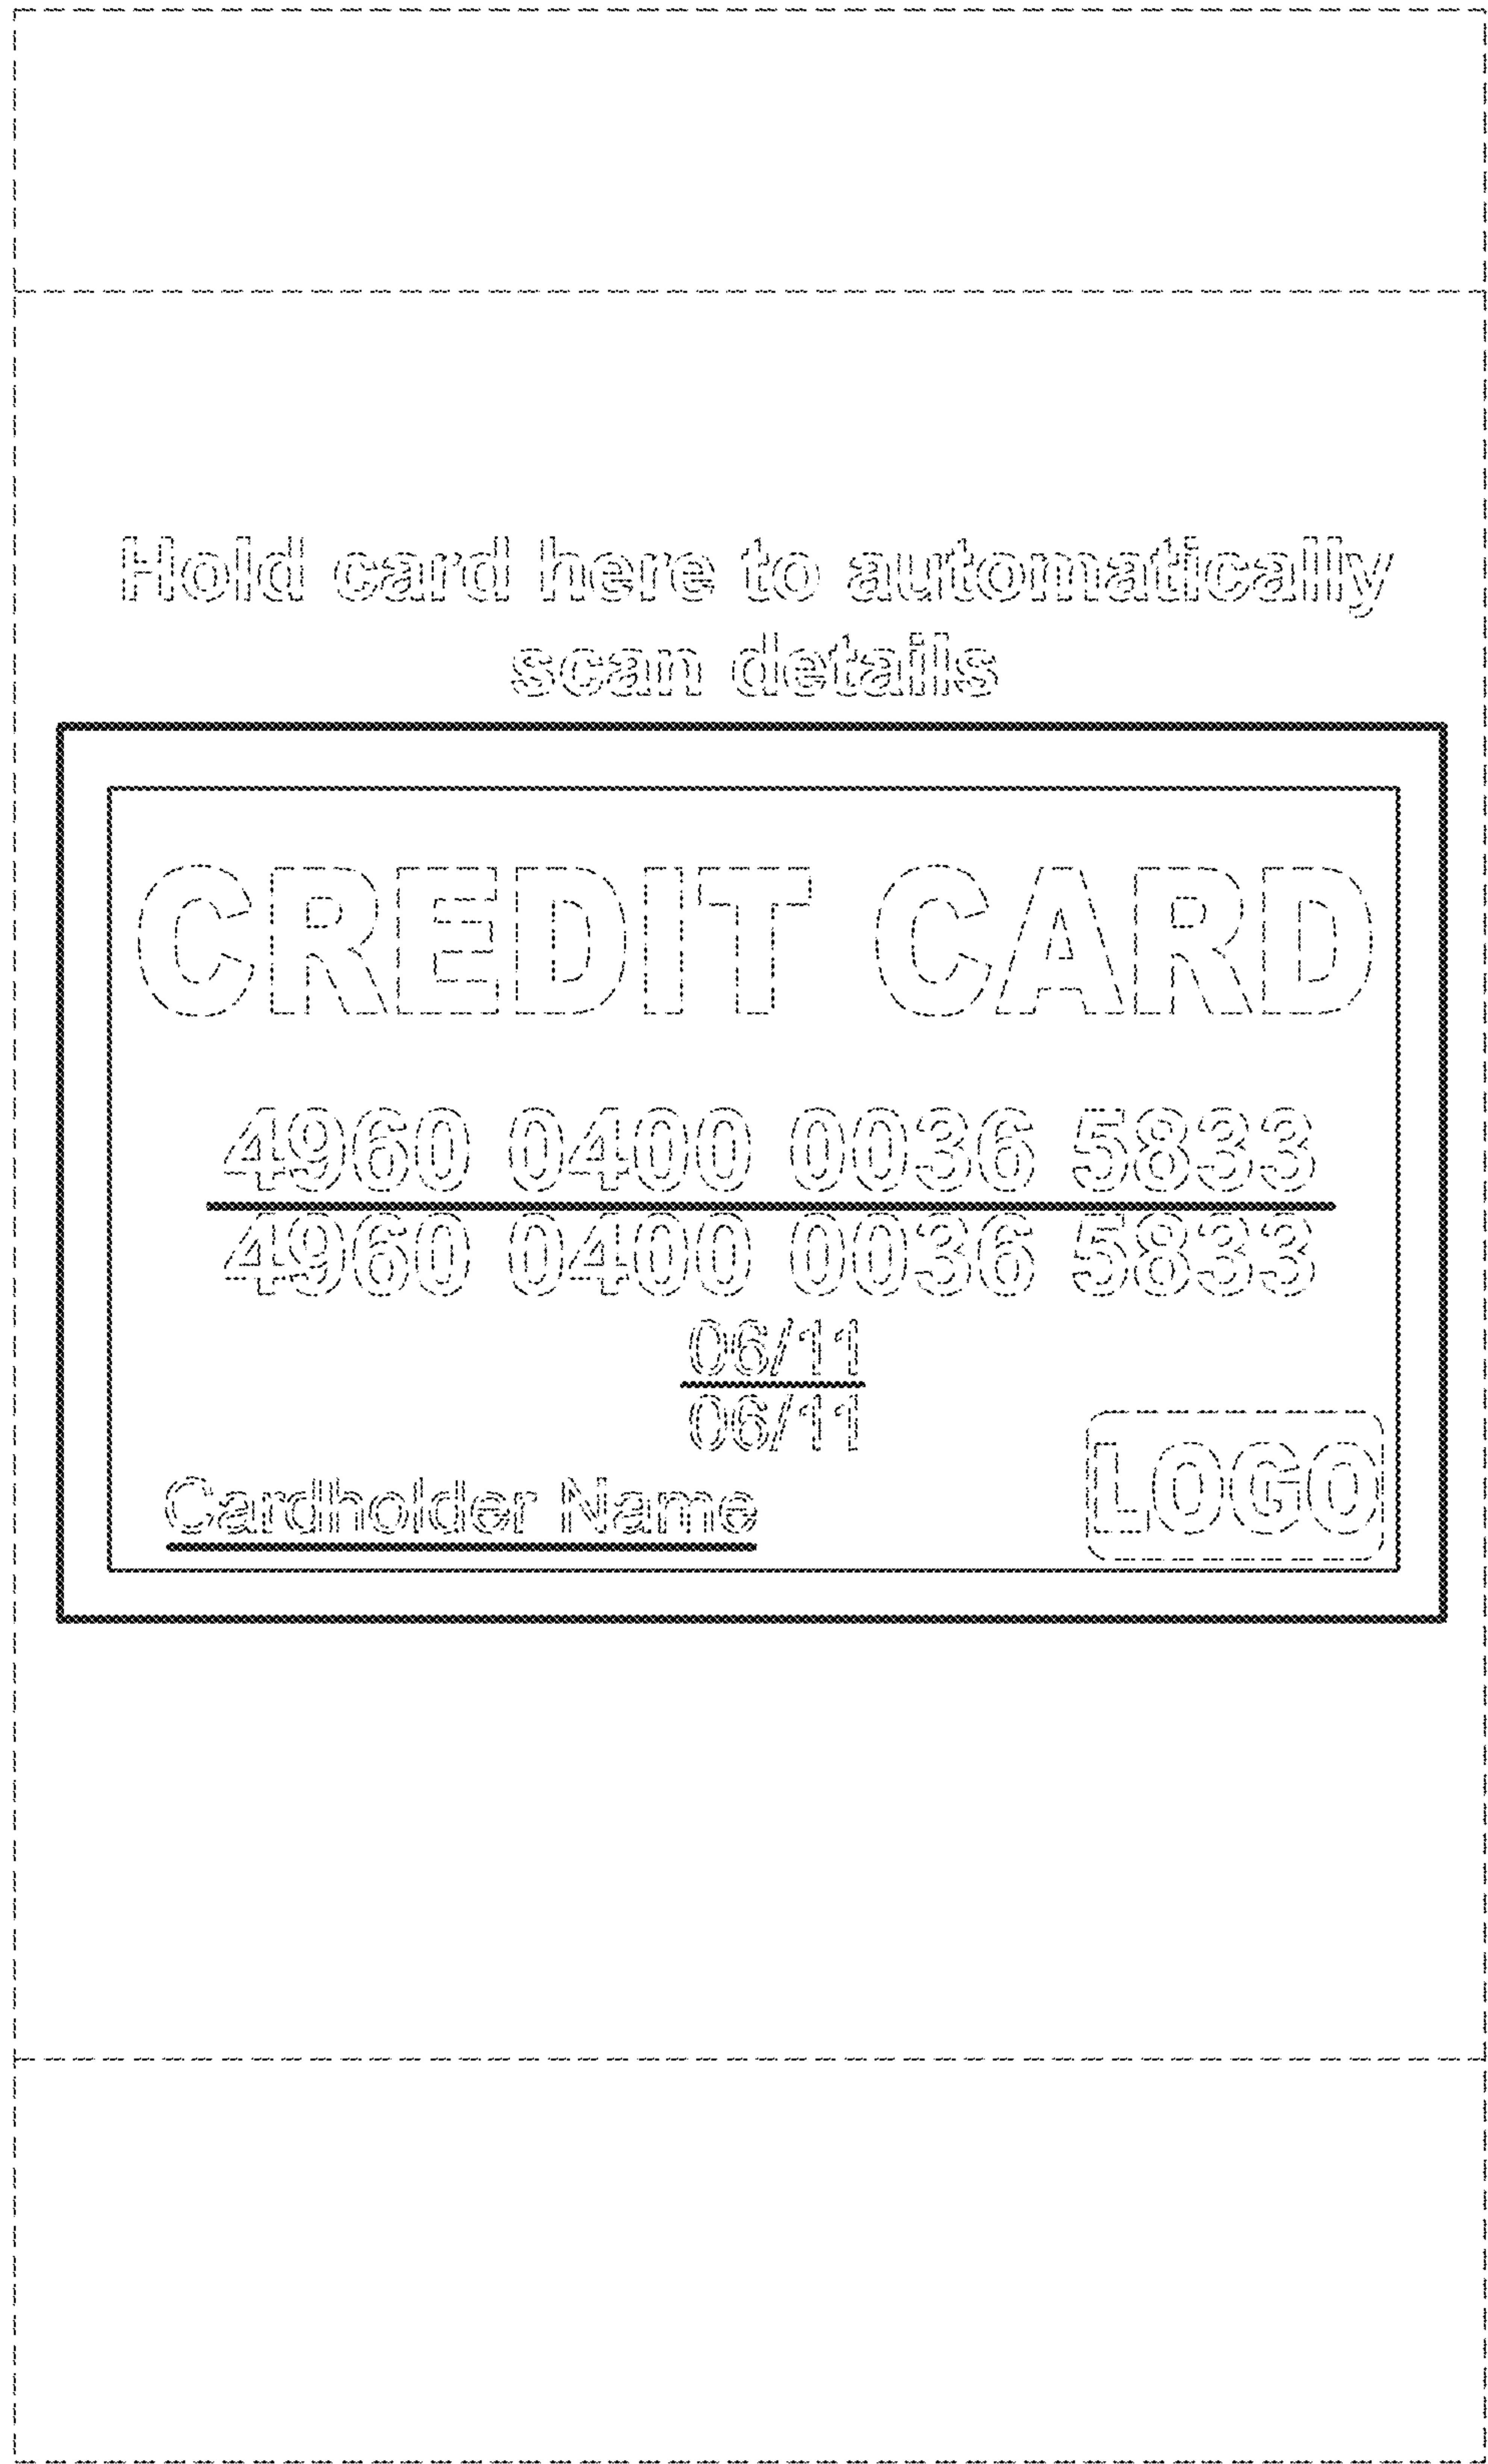 Hold card here to automatically
scan details
CREDIT CARD
4960 0400 0036 5833
4960 0400 0036 5833
06/11
06/11
Cardholder Name
LOGO